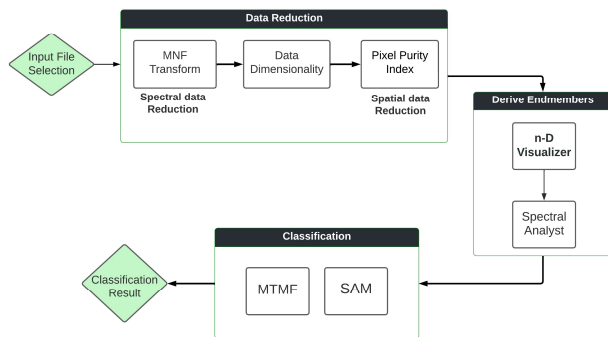 Data Reduction
Input File
Selection
MNF
Transform
Data
Dimensionality
Pixel Purity
Index
Spectral data
Reduction
Spatial data
Reduction
Derive Endmembers
n-D
Visualizer
Spectral
Analyst
Classification
MTMF
SAM
Classification
Result